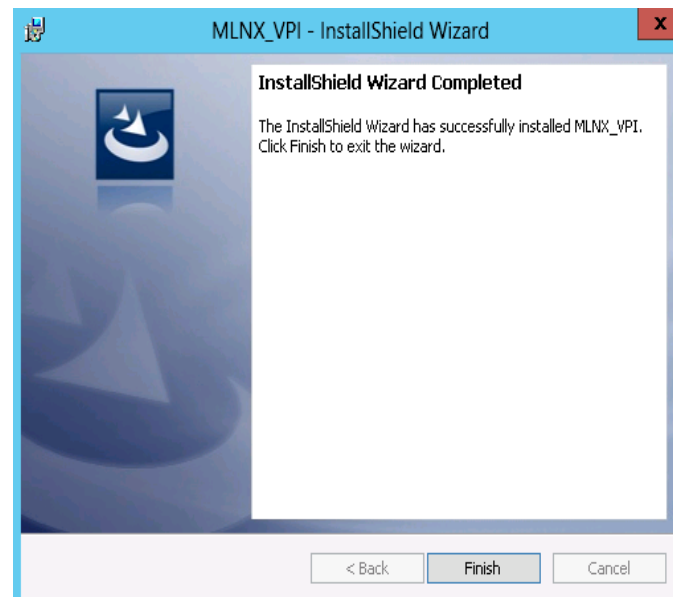 MLNX_VPI - InstallShield Wizard
x
InstallShield Wizard Completed
The InstallShield Wizard has successfully installed MLNX_VPI.
Click Finish to exit the wizard.
< Back
Finish
Cancel